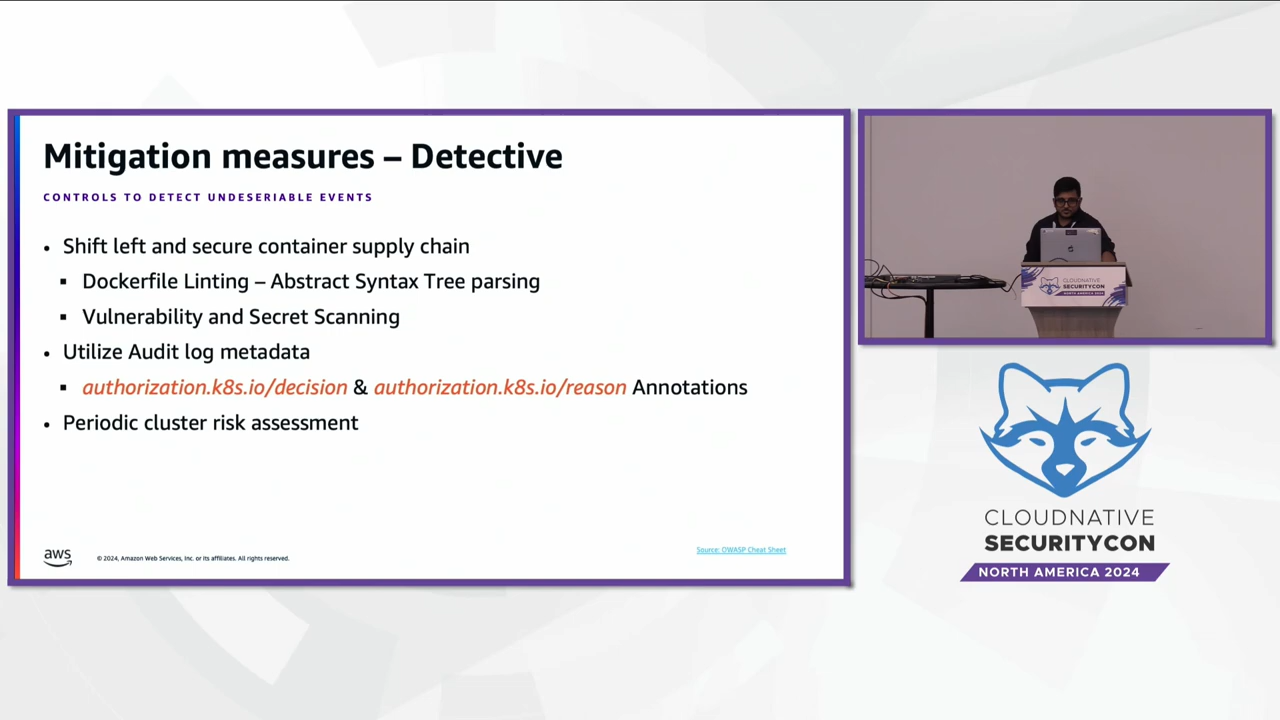 Mitigation measures – Detective
CONTROLS TO DETECT UNDESERIABLE EVENTS
• Shift left and secure container supply chain
▪ Dockerfile Linting – Abstract Syntax Tree parsing
▪ Vulnerability and Secret Scanning
• Utilize Audit log metadata
▪ authorization.k8s.io/decision & authorization.k8s.io/reason Annotations
• Periodic cluster risk assessment
aws
© 2024, Amazon Web Services, Inc. or its affiliates. All rights reserved.
Source: OWASP Cheat Sheet
CLOUDNATIVE
SECURITYCON
CLOUDNATIVE
SECURITYCON
NORTH AMERICA 2024